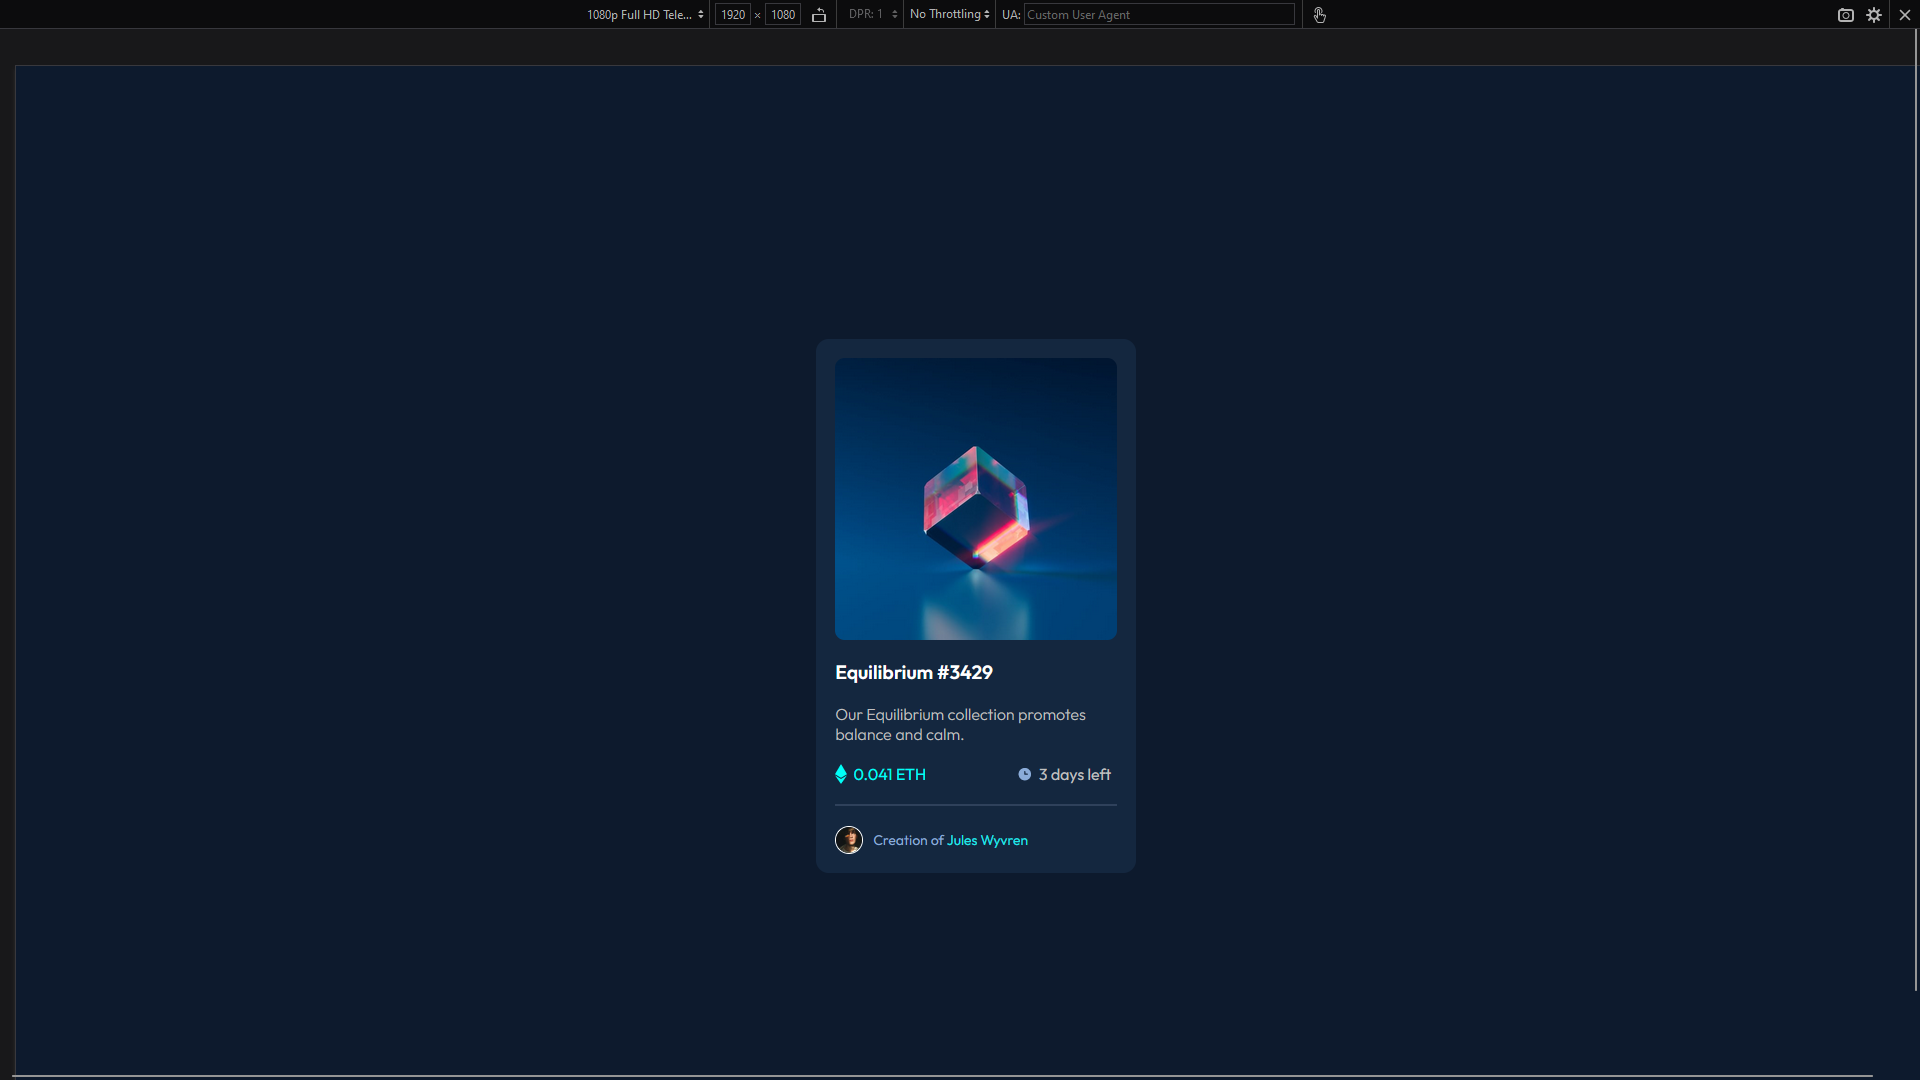 1080p Full HD Tele... 1920 × 1080 DPR: 1 No Throttling UA: Custom User Agent
Equilibrium #3429
Our Equilibrium collection promotes
balance and calm.
0.041 ETH 3 days left
Creation of Jules Wyvren